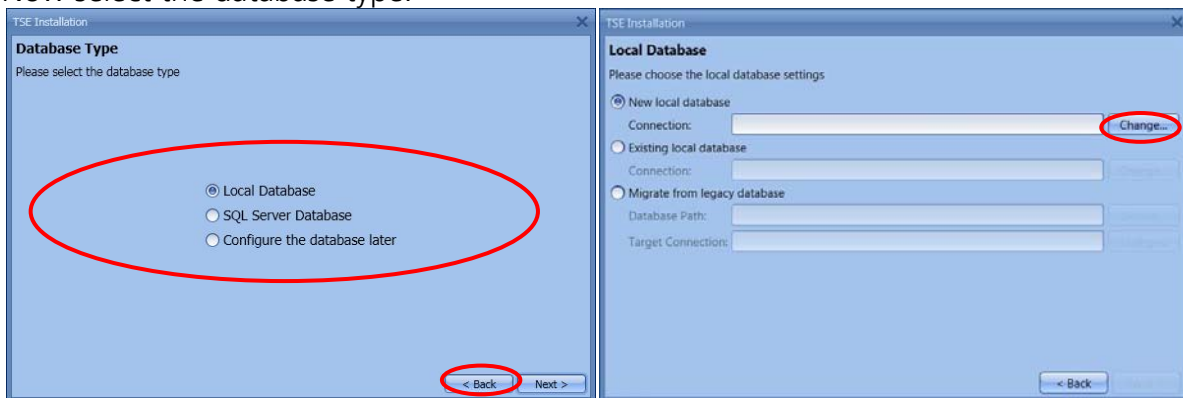 Now select the database type.
TSE Installation
Database Type
Please select the database type
Local Database
SQL Server Database
Configure the database later
< Back Next >
TSE Installation
Local Database
Please choose the local database settings
New local database
Connection: Change...
Existing local database
Connection:
Migrate from legacy database
Database Path:
Target Connection:
< Back